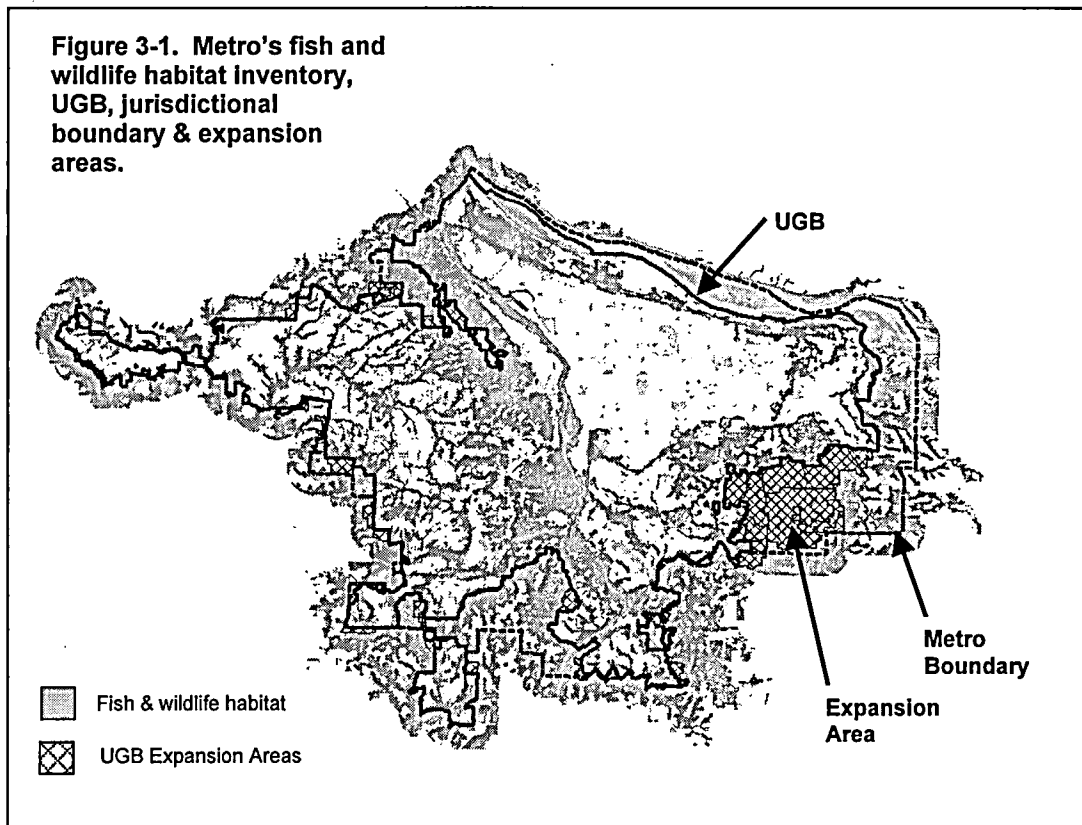 Figure 3-1. Metro's fish and
wildlife habitat inventory,
UGB, jurisdictional
boundary & expansion
areas.
UGB
Metro
Boundary
Expansion
Area
Fish & wildlife habitat
UGB Expansion Areas